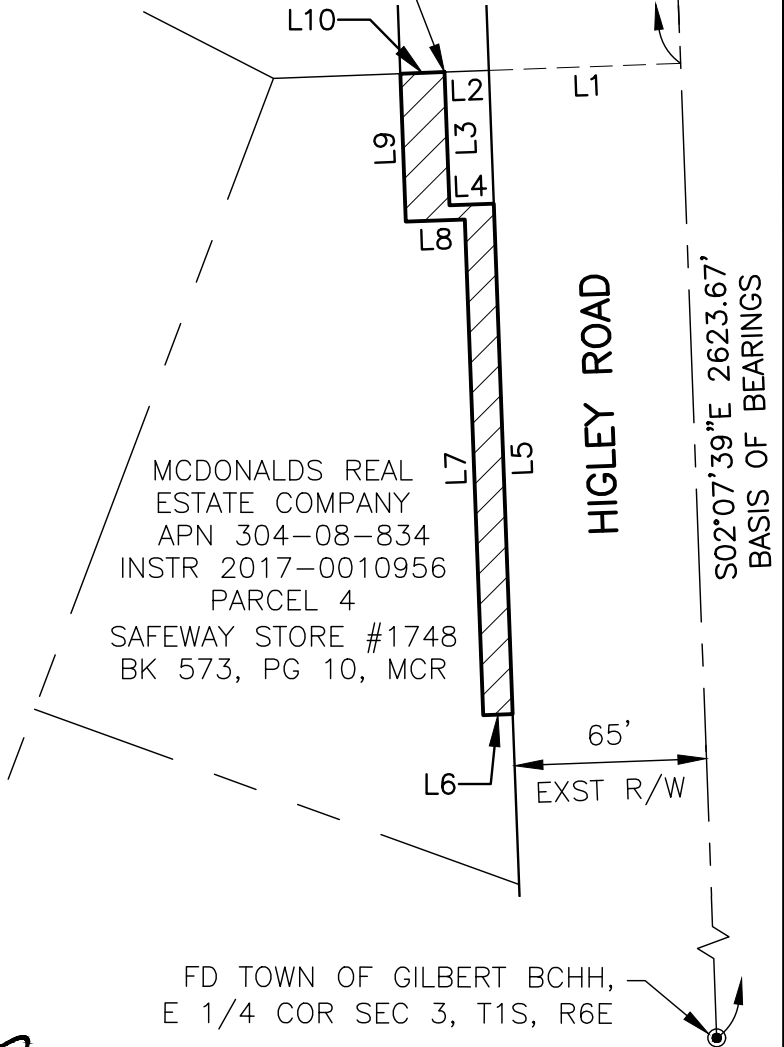 L10
L2
L1
L3
L9
L4
L8
HIGLEY ROAD
S02°07'39"E 2623.67'
BASIS OF BEARINGS
L7
L5
MCDONALDS REAL
ESTATE COMPANY
APN 304-08-834
INSTR 2017-0010956
PARCEL 4
SAFEWAY STORE #1748
BK 573, PG 10, MCR
65'
EXST R/W
L6
FD TOWN OF GILBERT BCHH,
E 1/4 COR SEC 3, T1S, R6E